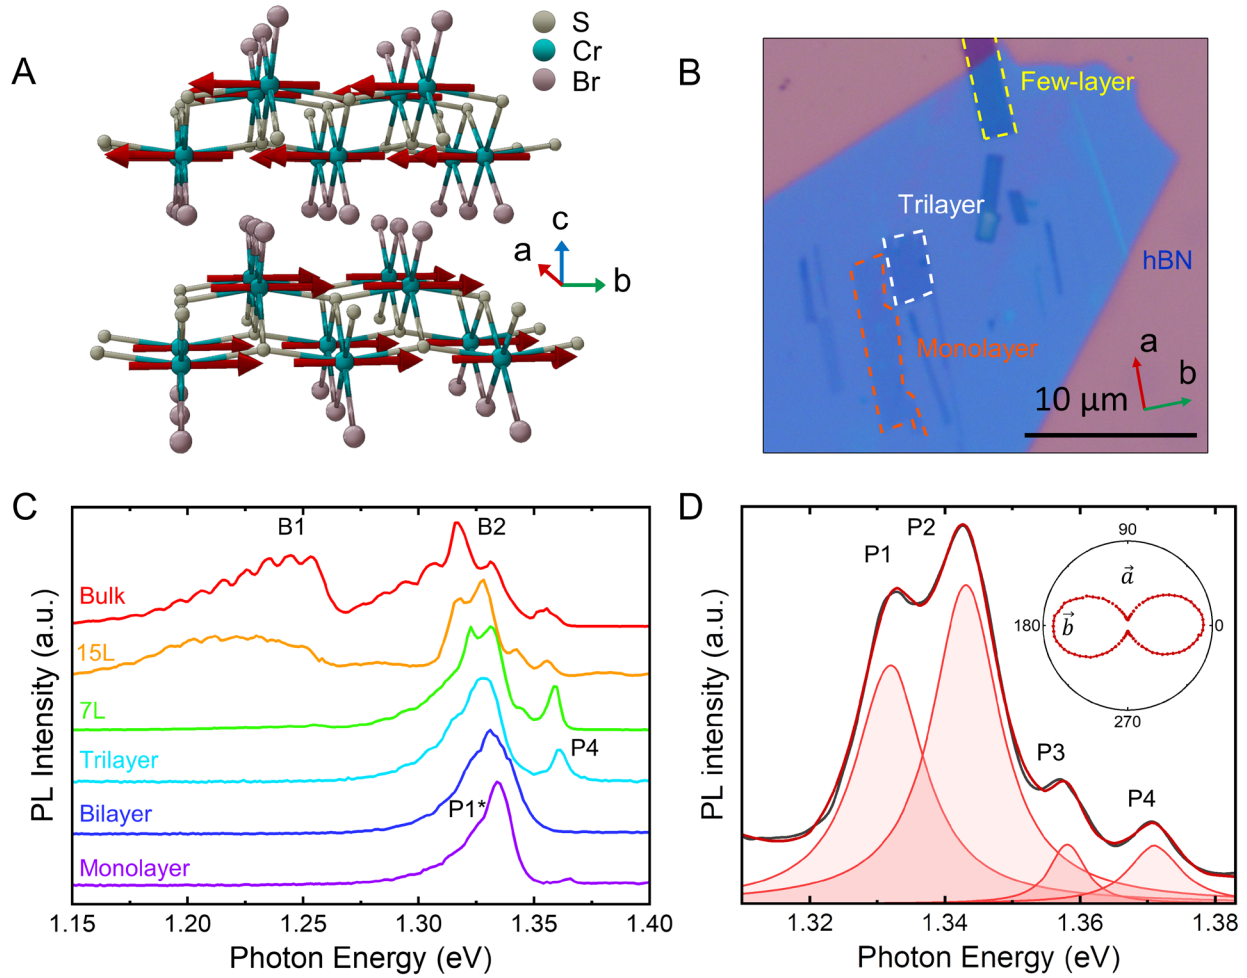 A
S
Cr
Br
c
a
b
B
Few-layer
Trilayer
hBN
Monolayer
a
b
10 μm
C
B1
B2
Bulk
15L
7L
Trilayer
P4
Bilayer
P1*
Monolayer
PL Intensity (a.u.)
1.15 1.20 1.25 1.30 1.35 1.40
Photon Energy (eV)
D
P1
P2
P3
P4
90
a⃗
180
b⃗
0
270
PL intensity (a.u.)
1.32 1.34 1.36 1.38
Photon Energy (eV)